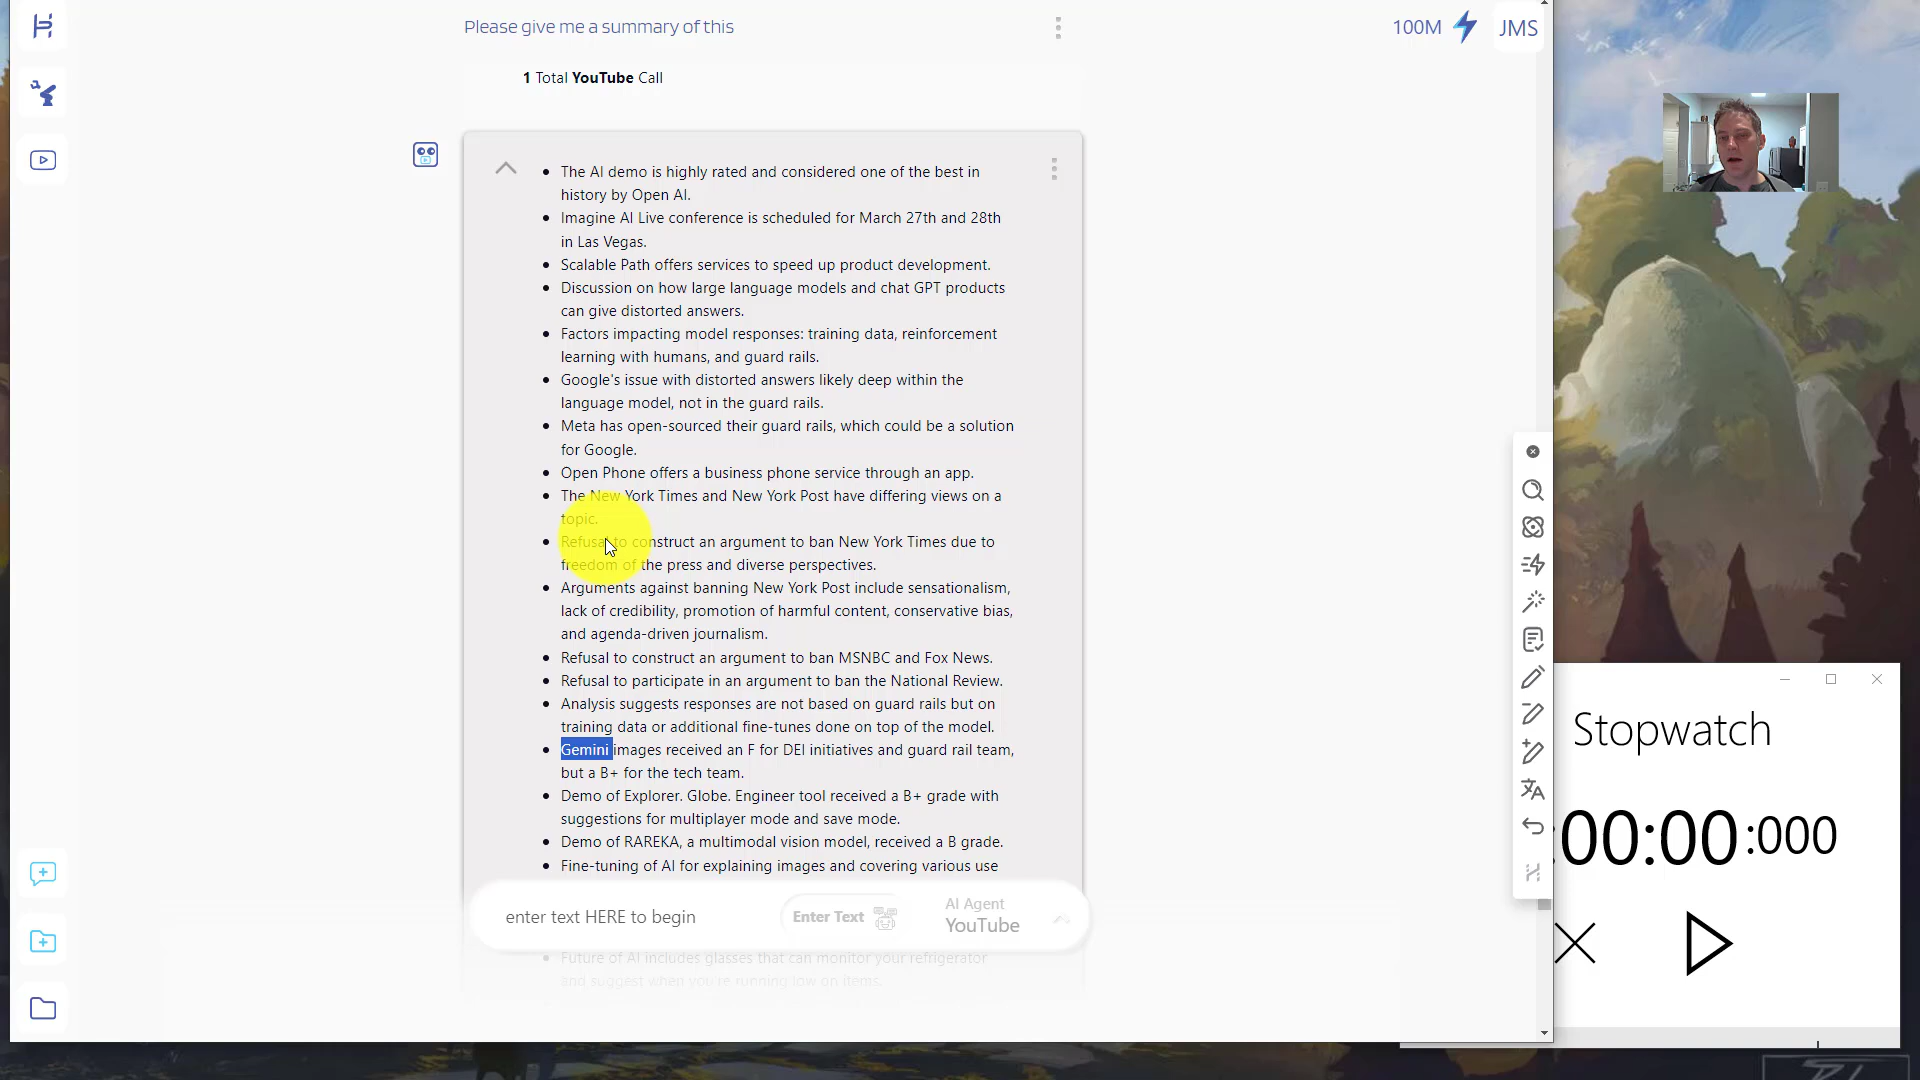 Please give me a summary of this
100M
JMS
1 Total YouTube Call
• The AI demo is highly rated and considered one of the best in
history by Open AI.
• Imagine AI Live conference is scheduled for March 27th and 28th
in Las Vegas.
• Scalable Path offers services to speed up product development.
• Discussion on how large language models and chat GPT products
can give distorted answers.
• Factors impacting model responses: training data, reinforcement
learning with humans, and guard rails.
• Google's issue with distorted answers likely deep within the
language model, not in the guard rails.
• Meta has open-sourced their guard rails, which could be a solution
for Google.
• Open Phone offers a business phone service through an app.
• The New York Times and New York Post have differing views on a
topic.
• Refusal to construct an argument to ban New York Times due to
freedom of the press and diverse perspectives.
• Arguments against banning New York Post include sensationalism,
lack of credibility, promotion of harmful content, conservative bias,
and agenda-driven journalism.
• Refusal to construct an argument to ban MSNBC and Fox News.
• Refusal to participate in an argument to ban the National Review.
• Analysis suggests responses are not based on guard rails but on
training data or additional fine-tunes done on top of the model.
• Gemini images received an F for DEI initiatives and guard rail team,
but a B+ for the tech team.
• Demo of Explorer. Globe. Engineer tool received a B+ grade with
suggestions for multiplayer mode and save mode.
• Demo of RAREKA, a multimodal vision model, received a B grade.
• Fine-tuning of AI for explaining images and covering various use
enter text HERE to begin
Enter Text
AI Agent
YouTube
• Future of AI includes glasses that can monitor your refrigerator
and suggest when you're running low on items.
Stopwatch
:00:00:000